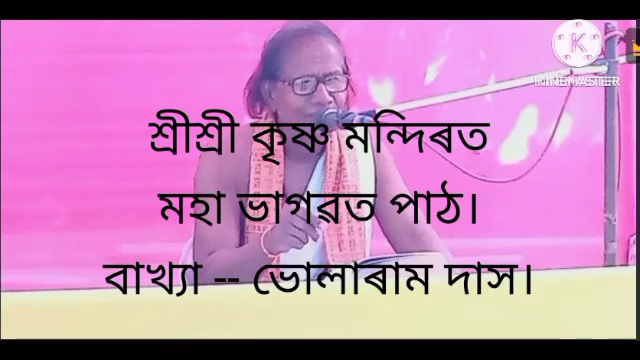 KINEMASTER
শ্ৰীশ্ৰী কৃষ্ণ মন্দিৰত
মহা ভাগৱত পাঠ।
বাখ্যা -- ভোলাৰাম দাস।